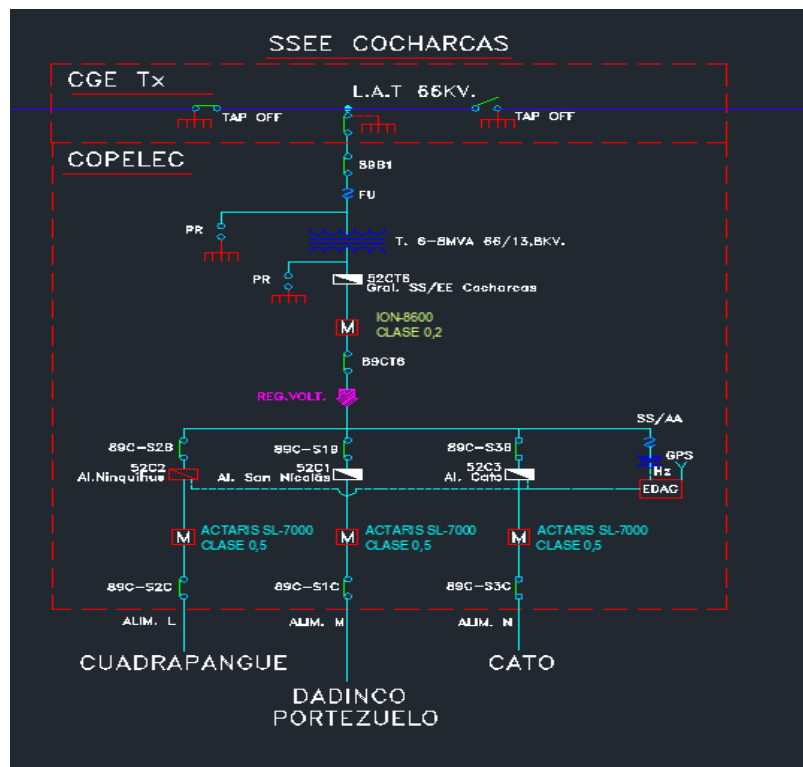 SSEE COCHARCAS
CGE Tx
L.A.T 66KV.
TAP OFF
TAP OFF
COPELEC
89B1
FU
PR
T. 6-8MVA 66/13,8KV.
PR
52CT6
Gral. SS/EE Cocharcas
M
ION-8600
CLASE 0,2
89CT6
REG.VOLT.
SS/AA
89C-S2B
89C-S1B
89C-S3B
GPS
52C2
52C1
52C3
Hz
Al.Ninquihue
Al. San Nicolás
Al. Cato
EDAC
M
ACTARIS SL-7000
CLASE 0,5
M
ACTARIS SL-7000
CLASE 0,5
M
ACTARIS SL-7000
CLASE 0,5
89C-S2C
89C-S1C
89C-S3C
ALIM. L
ALIM. M
ALIM. N
CUADRAPANGUE
CATO
DADINCO
PORTEZUELO